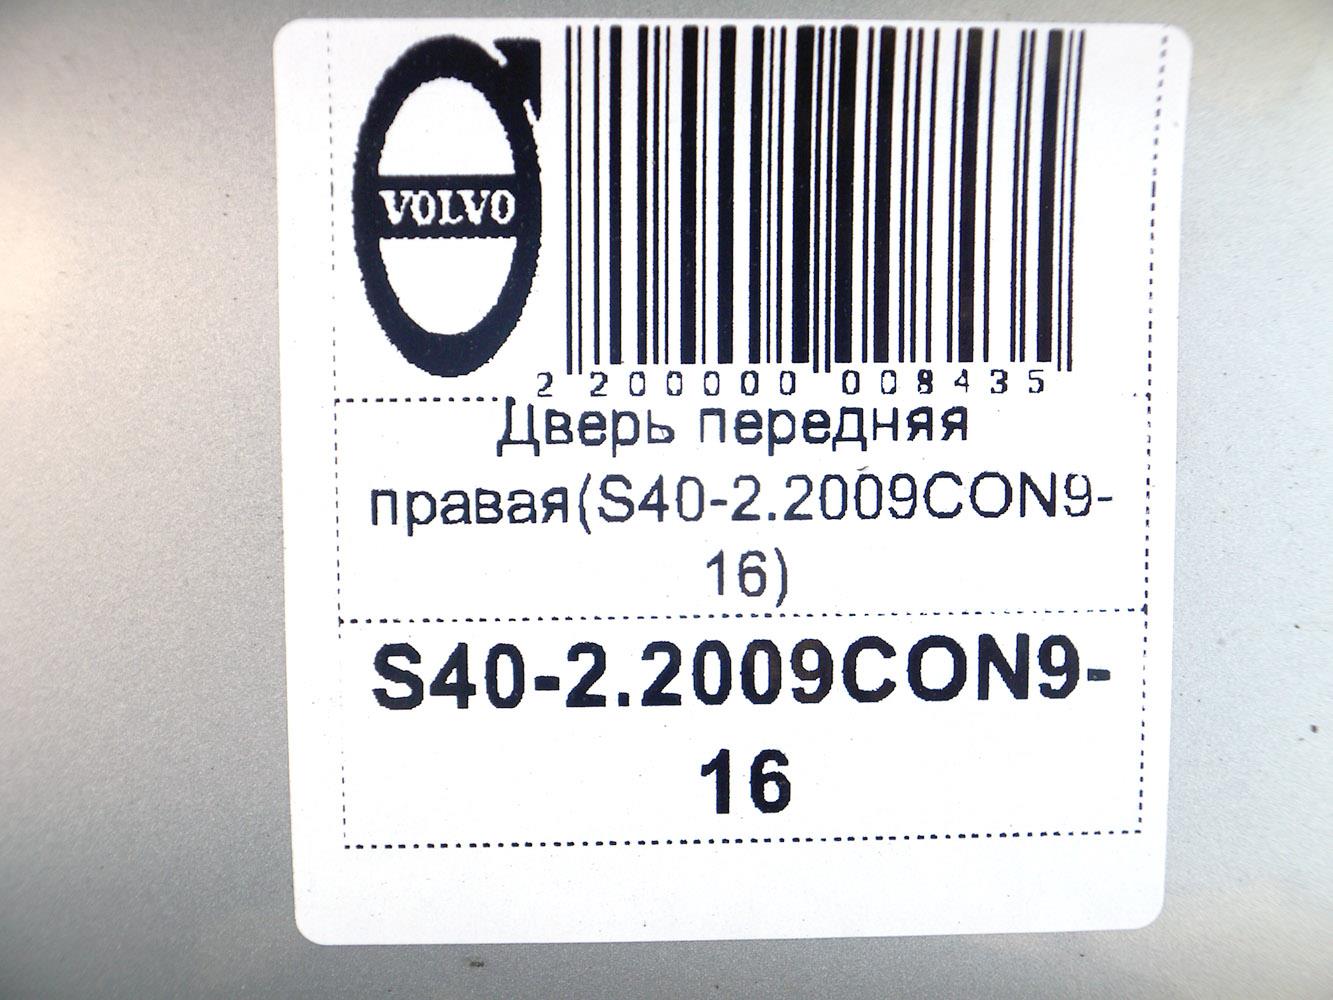 VOLVO
2 200000 008435
Дверь передняя
правая(S40-2.2009CON9-
16)
S40-2.2009CON9-
16